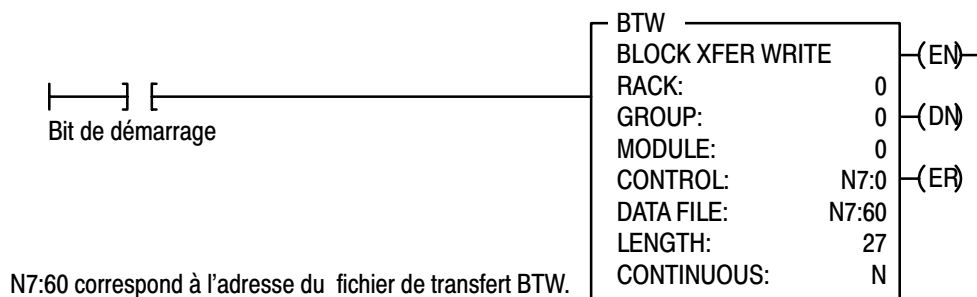 BTW
BLOCK XFER WRITE
(EN)
RACK: 0
GROUP: 0
(DN)
MODULE: 0
CONTROL: N7:0
(ER)
DATA FILE: N7:60
LENGTH: 27
CONTINUOUS: N
Bit de démarrage
N7:60 correspond à l’adresse du fichier de transfert BTW.